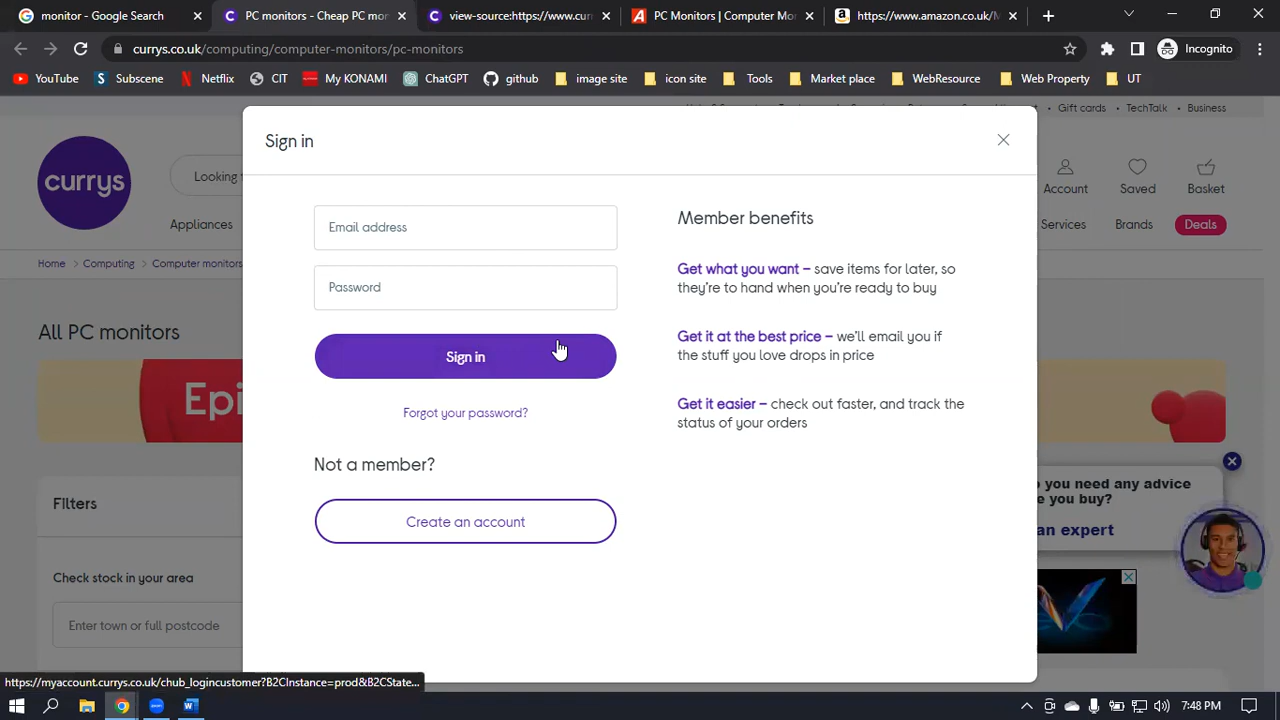 monitor - Google Search
PC monitors - Cheap PC mon
view-source:https://www.curr
PC Monitors | Computer Mo
https://www.amazon.co.uk/M
currys.co.uk/computing/computer-monitors/pc-monitors
Incognito
YouTube
Subscene
Netflix
CIT
My KONAMI
ChatGPT
github
image site
icon site
Tools
Market place
WebResource
Web Property
UT
Gift cards
TechTalk
Business
Sign in
currys
Looking
Account
Saved
Basket
Appliances
Services
Brands
Deals
Home
Computing
Computer monitors
Email address
Password
Sign in
Forgot your password?
Not a member?
Create an account
Member benefits
Get what you want – save items for later, so
they're to hand when you're ready to buy
Get it at the best price – we'll email you if
the stuff you love drops in price
Get it easier – check out faster, and track the
status of your orders
All PC monitors
Epi
Filters
Check stock in your area
Enter town or full postcode
o you need any advice
e you buy?
an expert
https://myaccount.currys.co.uk/chub_logincustomer?B2CInstance=prod&B2CState...
7:48 PM